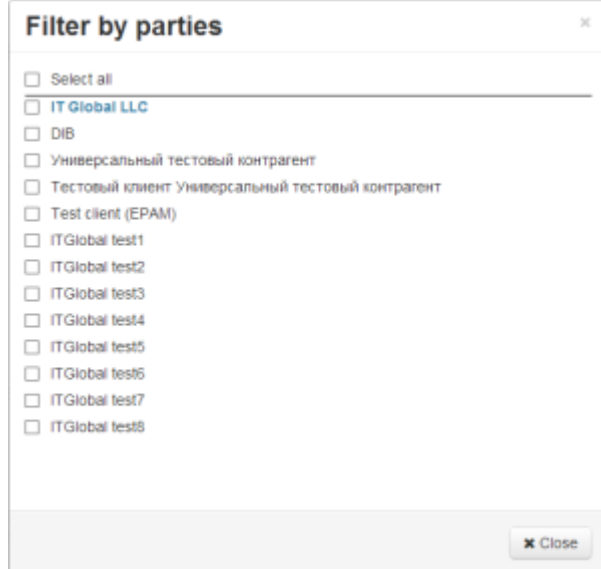 Filter by parties
×
Select all
IT Global LLC
DIB
Универсальный тестовый контрагент
Тестовый клиент Универсальный тестовый контрагент
Test client (EPAM)
ITGlobal test1
ITGlobal test2
ITGlobal test3
ITGlobal test4
ITGlobal test5
ITGlobal test6
ITGlobal test7
ITGlobal test8
✖ Close